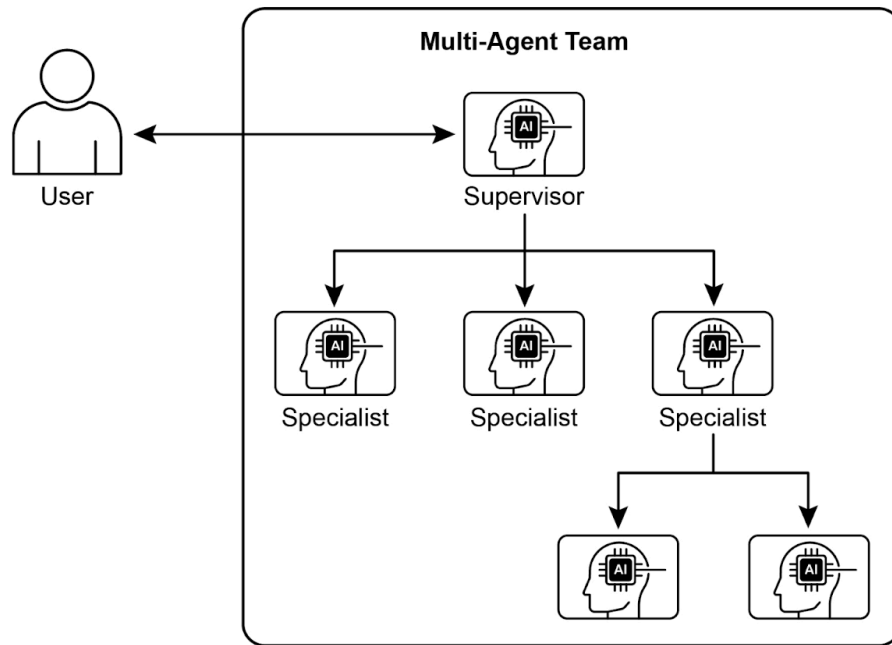 Multi-Agent Team
AI
User
Supervisor
AI
AI
AI
Specialist
Specialist
Specialist
AI
AI